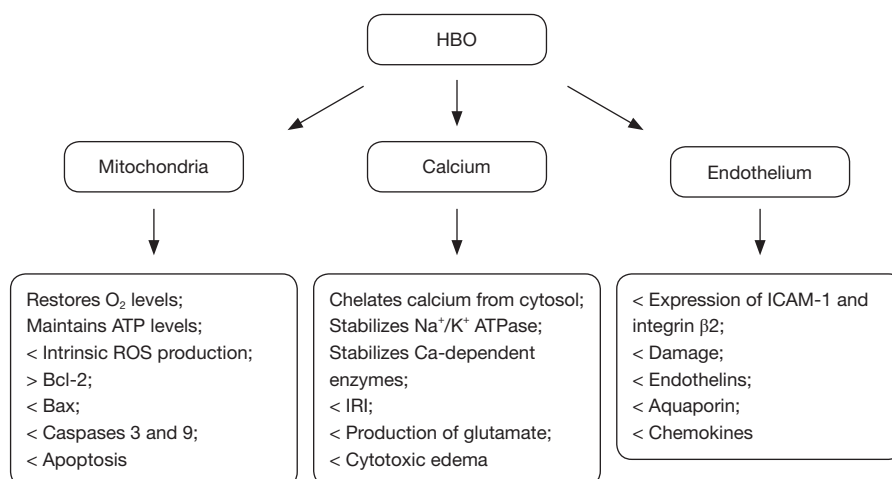 HBO
Mitochondria
Calcium
Endothelium
Restores O₂ levels;
Maintains ATP levels;
< Intrinsic ROS production;
> Bcl-2;
< Bax;
< Caspases 3 and 9;
< Apoptosis
Chelates calcium from cytosol;
Stabilizes Na⁺/K⁺ ATPase;
Stabilizes Ca-dependent
enzymes;
< IRI;
< Production of glutamate;
< Cytotoxic edema
< Expression of ICAM-1 and
integrin β2;
< Damage;
< Endothelins;
< Aquaporin;
< Chemokines